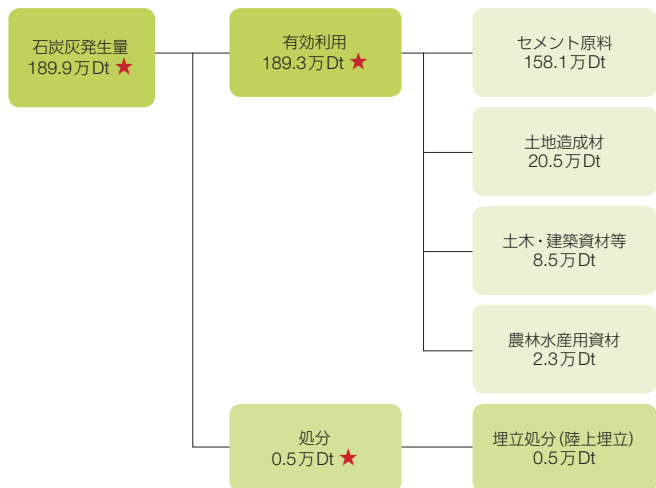 石炭灰発生量
189.9万Dt ★
有効利用
189.3万Dt ★
セメント原料
158.1万Dt
土地造成材
20.5万Dt
土木・建築資材等
8.5万Dt
農林水産用資材
2.3万Dt
処分
0.5万Dt ★
埋立処分(陸上埋立)
0.5万Dt